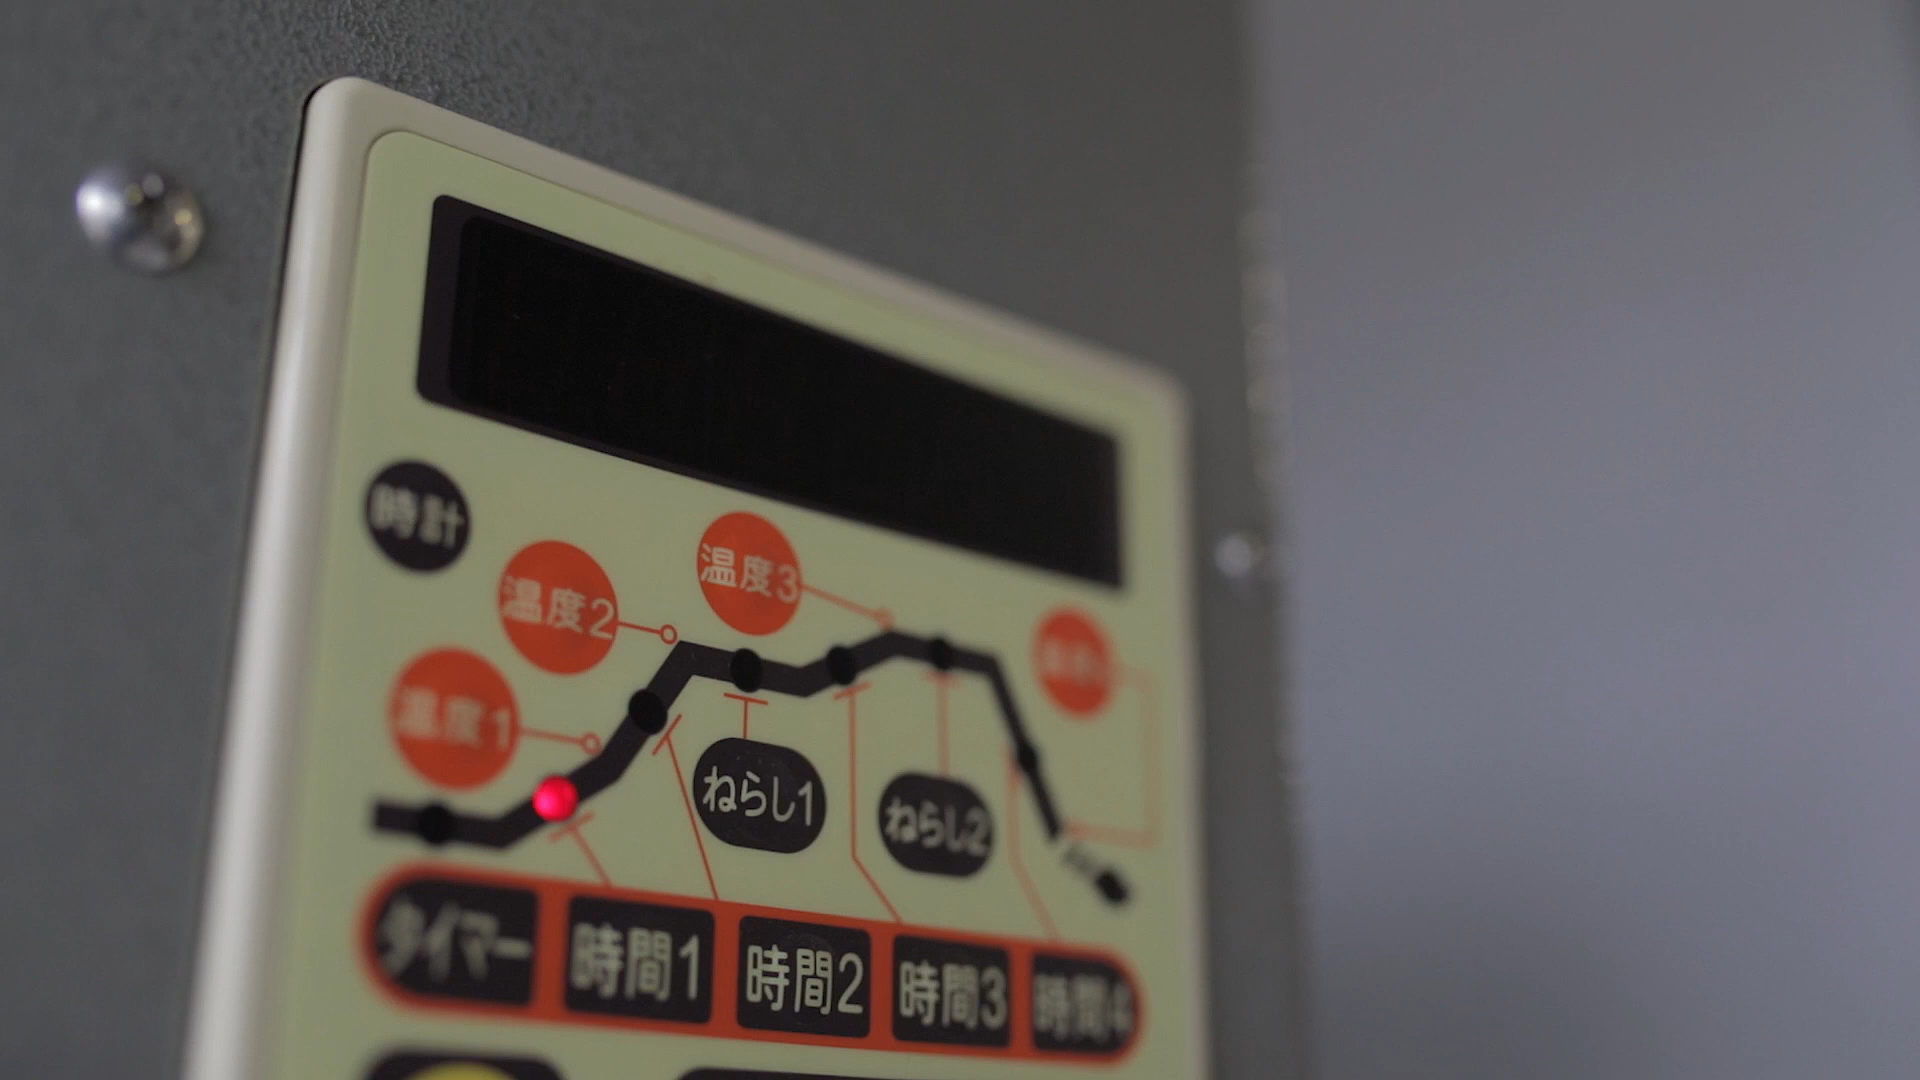 時計
温度3
温度2
温度1
ねらし1
ねらし2
タイマー 時間1 時間2 時間3 時間4